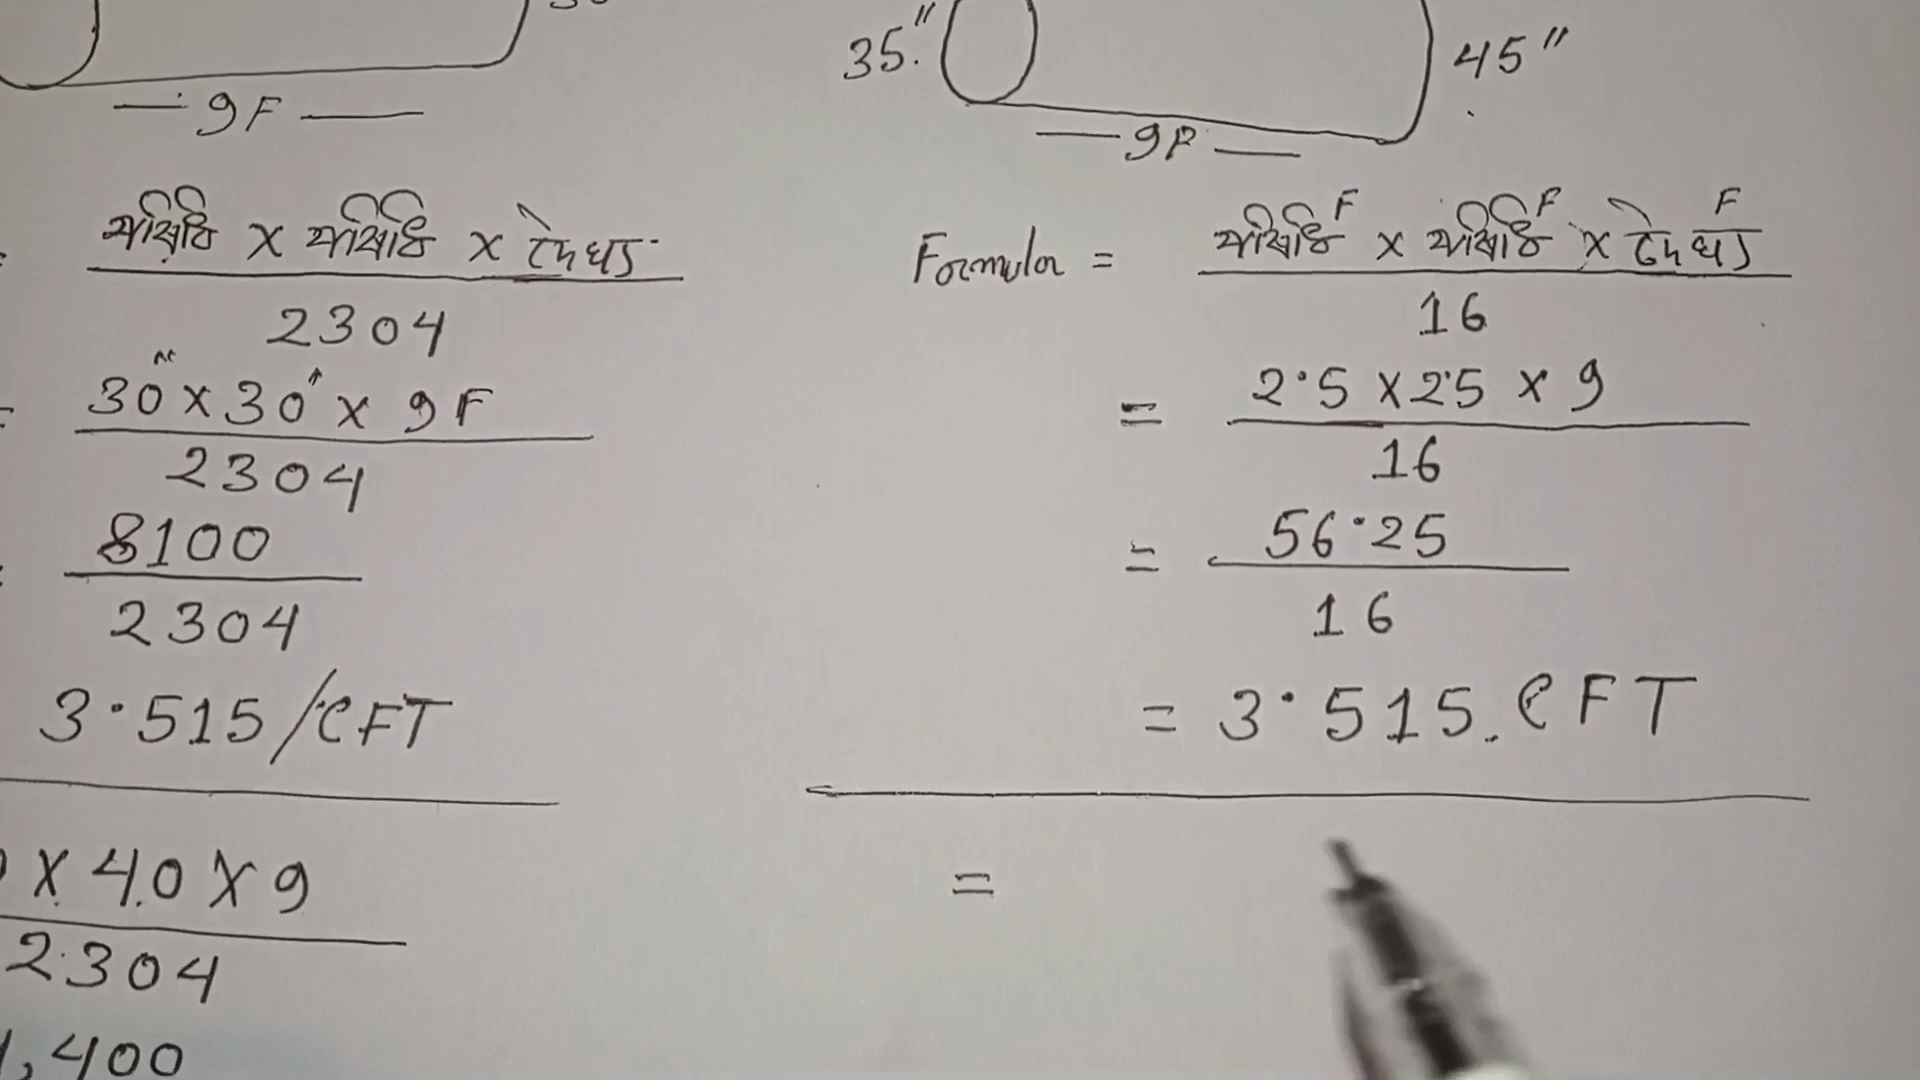 9F
পরিধি x পরিধি x দৈর্ঘ্য
2304
30" x 30" x 9F
2304
8100
2304
3.515/CFT
x 40 x 9
2304
400
35"
45"
9F
Formula = পরিধি F x পরিধি F x দৈর্ঘ্য F
16
= 2.5 x 2.5 x 9
16
= 56.25
16
= 3.515. CFT
=